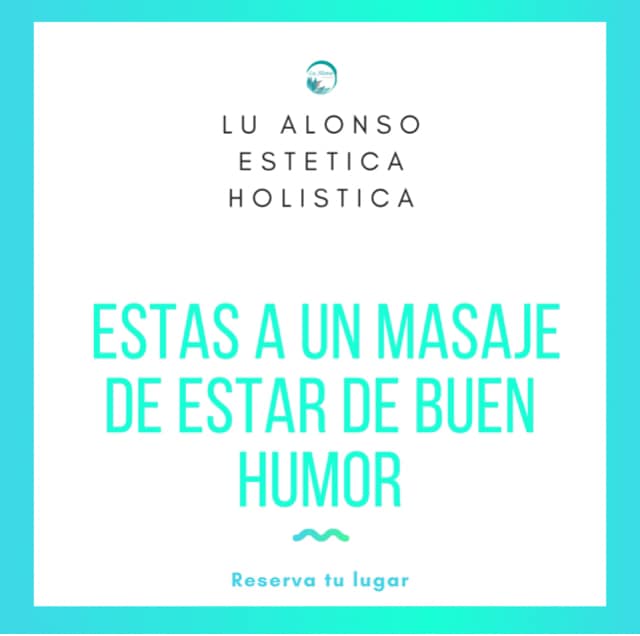 LU ALONSO
ESTETICA
HOLISTICA
ESTAS A UN MASAJE
DE ESTAR DE BUEN
HUMOR
Reserva tu lugar